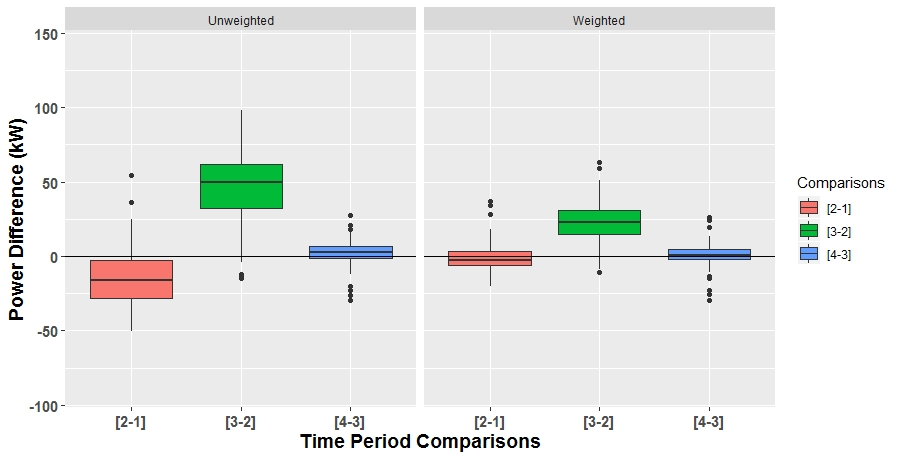 Unweighted Weighted
150
100
50
0
-50
-100
Power Difference (kW)
[2-1] [3-2] [4-3] [2-1] [3-2] [4-3]
Time Period Comparisons
Comparisons
[2-1]
[3-2]
[4-3]